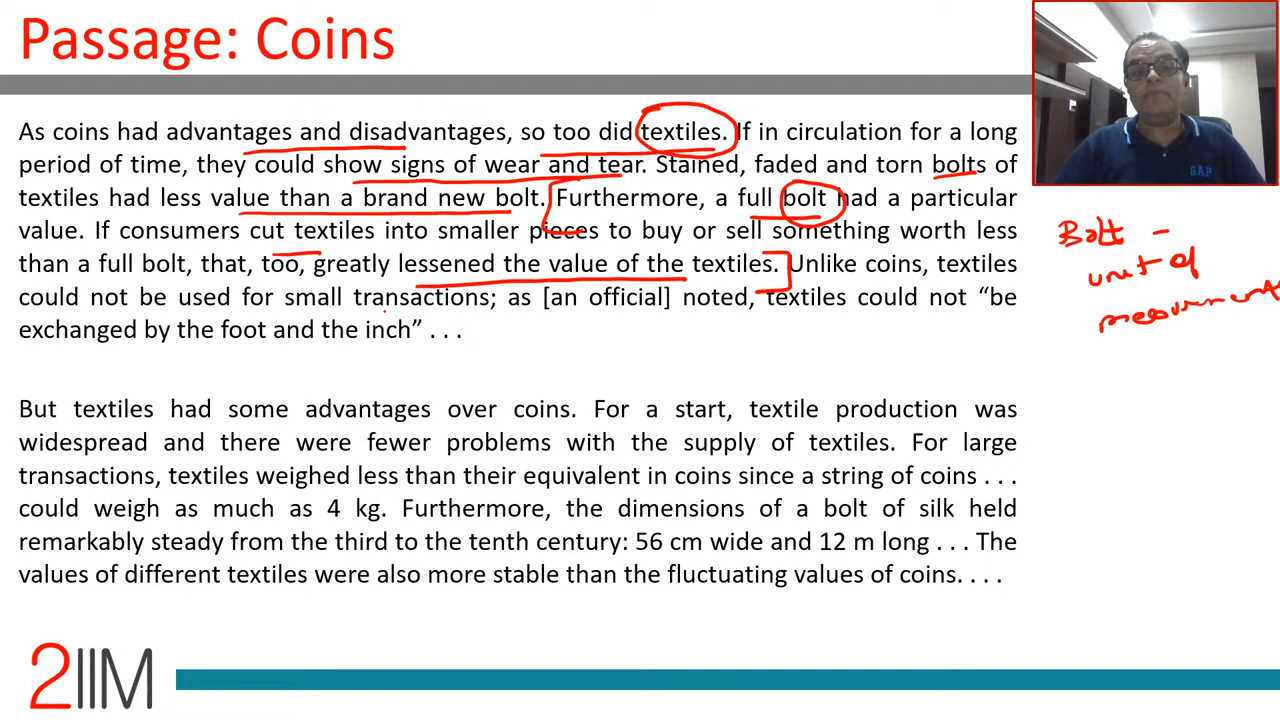 Passage: Coins
As coins had advantages and disadvantages, so too did textiles. If in circulation for a long
period of time, they could show signs of wear and tear. Stained, faded and torn bolts of
textiles had less value than a brand new bolt. Furthermore, a full bolt had a particular
value. If consumers cut textiles into smaller pieces to buy or sell something worth less
than a full bolt, that, too, greatly lessened the value of the textiles. Unlike coins, textiles
could not be used for small transactions; as [an official] noted, textiles could not “be
exchanged by the foot and the inch” . . .
But textiles had some advantages over coins. For a start, textile production was
widespread and there were fewer problems with the supply of textiles. For large
transactions, textiles weighed less than their equivalent in coins since a string of coins . . .
could weigh as much as 4 kg. Furthermore, the dimensions of a bolt of silk held
remarkably steady from the third to the tenth century: 56 cm wide and 12 m long . . . The
values of different textiles were also more stable than the fluctuating values of coins. . . .
GAP
Bolt -
unit of
measurement
2IIM